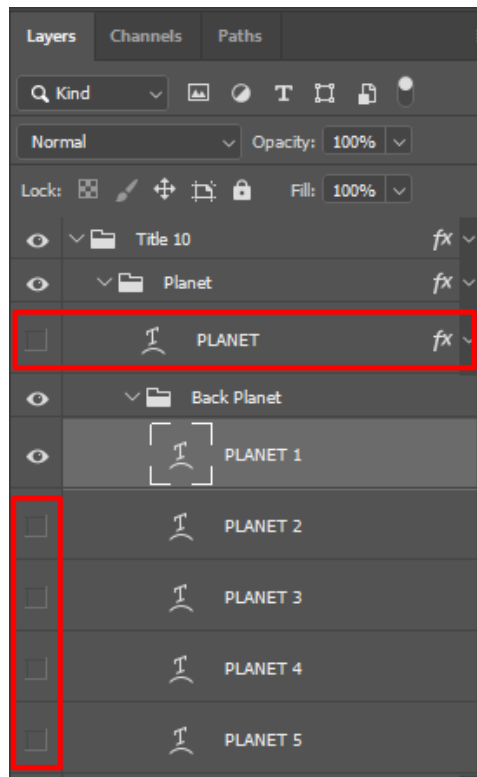 Layers Channels Paths
Kind T
Normal Opacity: 100%
Lock: Fill: 100%
Title 10 fx
Planet fx
T PLANET fx
Back Planet
T PLANET 1
T PLANET 2
T PLANET 3
T PLANET 4
T PLANET 5